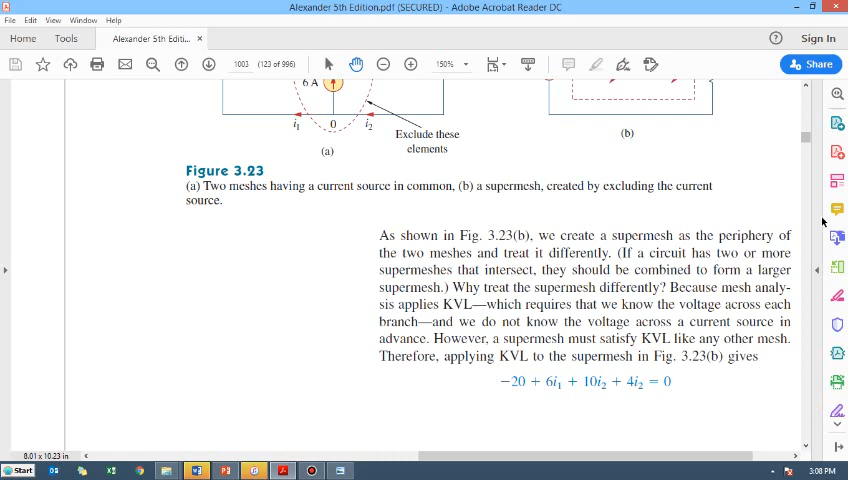 Alexander 5th Edition.pdf (SECURED) - Adobe Acrobat Reader DC
File Edit View Window Help
Home Tools Alexander 5th Editi... × Sign In
1003 (123 of 996) 150% Share
6 A
i1 0 i2
Exclude these
elements
(a) (b)
Figure 3.23
(a) Two meshes having a current source in common, (b) a supermesh, created by excluding the current
source.
As shown in Fig. 3.23(b), we create a supermesh as the periphery of
the two meshes and treat it differently. (If a circuit has two or more
supermeshes that intersect, they should be combined to form a larger
supermesh.) Why treat the supermesh differently? Because mesh analy-
sis applies KVL—which requires that we know the voltage across each
branch—and we do not know the voltage across a current source in
advance. However, a supermesh must satisfy KVL like any other mesh.
Therefore, applying KVL to the supermesh in Fig. 3.23(b) gives
−20 + 6i₁ + 10i₂ + 4i₂ = 0
8.01 x 10.23 in
Start 3:08 PM